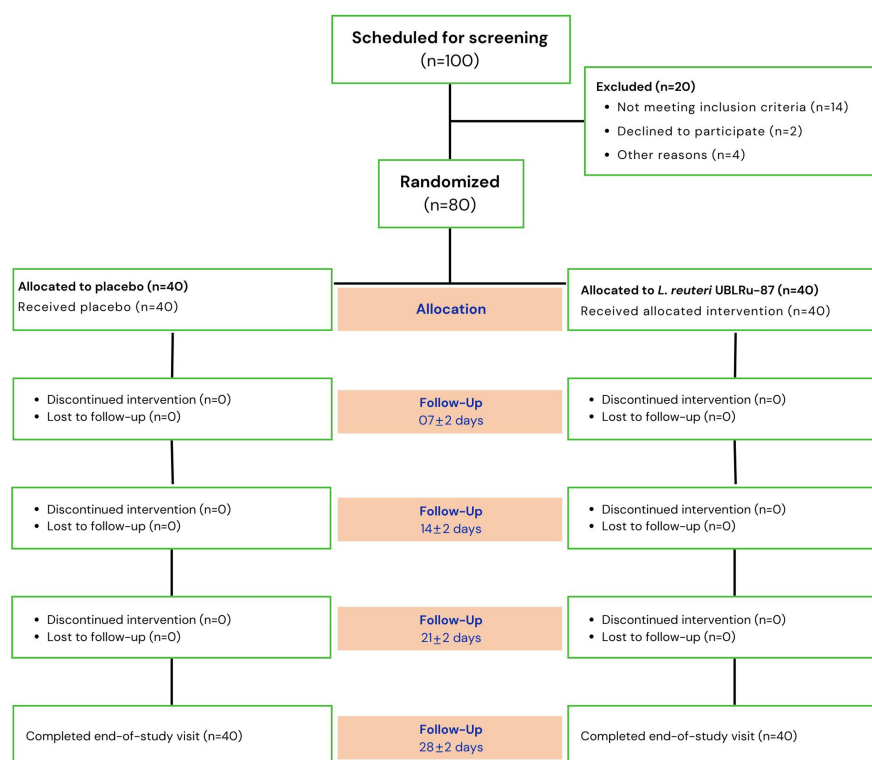 Scheduled for screening
(n=100)
Excluded (n=20)
• Not meeting inclusion criteria (n=14)
• Declined to participate (n=2)
• Other reasons (n=4)
Randomized
(n=80)
Allocated to placebo (n=40)
Received placebo (n=40)
Allocation
Allocated to L. reuteri UBLRu-87 (n=40)
Received allocated intervention (n=40)
• Discontinued intervention (n=0)
• Lost to follow-up (n=0)
Follow-Up
07±2 days
• Discontinued intervention (n=0)
• Lost to follow-up (n=0)
• Discontinued intervention (n=0)
• Lost to follow-up (n=0)
Follow-Up
14±2 days
• Discontinued intervention (n=0)
• Lost to follow-up (n=0)
• Discontinued intervention (n=0)
• Lost to follow-up (n=0)
Follow-Up
21±2 days
• Discontinued intervention (n=0)
• Lost to follow-up (n=0)
Completed end-of-study visit (n=40)
Follow-Up
28±2 days
Completed end-of-study visit (n=40)